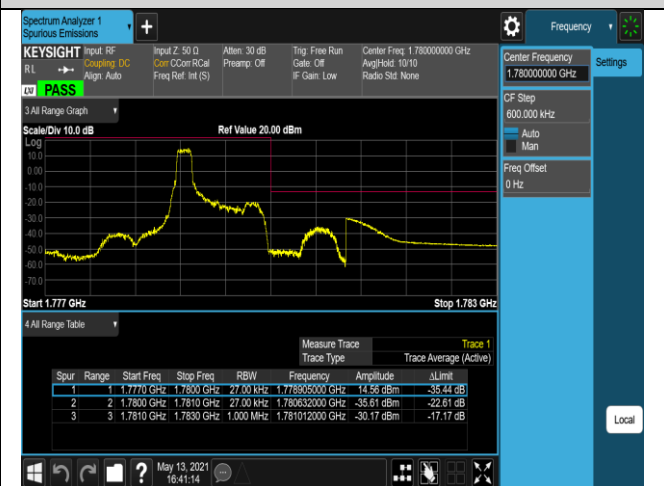 Spectrum Analyzer 1
Spurious Emissions
Frequency
KEYSIGHT Input: RF Input Z: 50 Ω Atten: 30 dB Trig: Free Run Center Freq: 1.780000000 GHz
RL Coupling: DC Corr CCorr RCal Preamp: Off Gate: Off Avg|Hold: 10/10
Align: Auto Freq Ref: Int (S) IF Gain: Low Radio Std: None
LXI PASS
Center Frequency
1.780000000 GHz
Settings
CF Step
600.000 kHz
Auto
Man
Freq Offset
0 Hz
3 All Range Graph
Scale/Div 10.0 dB Ref Value 20.00 dBm
Log
10.0
0.00
-10.0
-20.0
-30.0
-40.0
-50.0
-60.0
-70.0
Start 1.777 GHz Stop 1.783 GHz
4 All Range Table
Measure Trace Trace 1
Trace Type Trace Average (Active)
Spur Range Start Freq Stop Freq RBW Frequency Amplitude ΔLimit
1 1 1.7770 GHz 1.7800 GHz 27.00 kHz 1.778905000 GHz 14.56 dBm -35.44 dB
2 2 1.7800 GHz 1.7810 GHz 27.00 kHz 1.780632000 GHz -35.61 dBm -22.61 dB
3 3 1.7810 GHz 1.7830 GHz 1.000 MHz 1.781012000 GHz -30.17 dBm -17.17 dB
Local
May 13, 2021
16:41:14